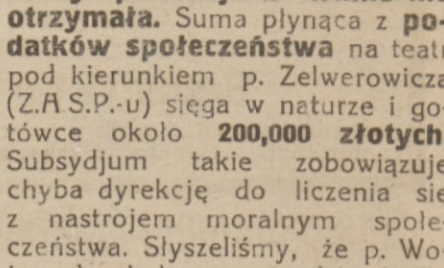 otrzymała. Suma płynąca z po-
datków społeczeństwa na teatr
pod kierunkiem p. Zelwerowicza
(Z.A S.P.-u) sięga w naturze i go-
tówce około 200,000 złotych
Subsydjum takie zobowiązuje
chyba dyrekcję do liczenia się
z nastrojem moralnym społe-
czeństwa. Słyszeliśmy, że p. Wo-